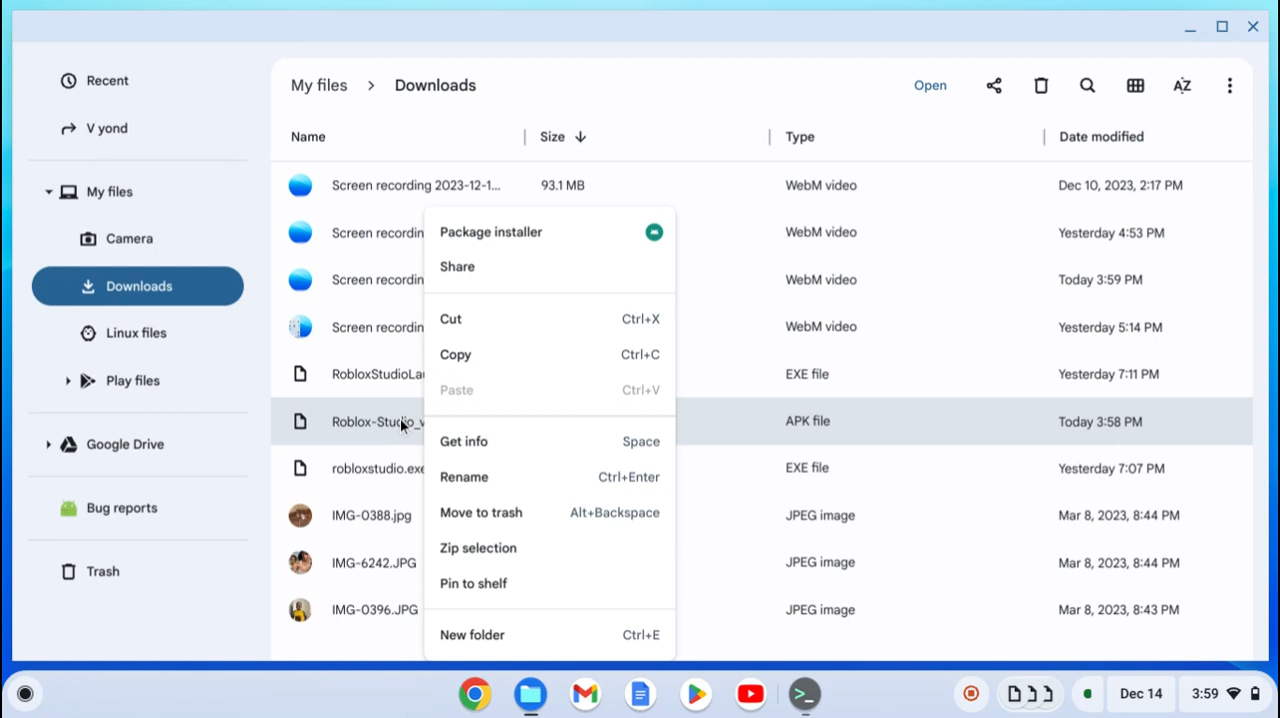 Recent
V yond
My files
Camera
Downloads
Linux files
Play files
Google Drive
Bug reports
Trash
My files > Downloads Open AZ
Name Size Type Date modified
Screen recording 2023-12-1... 93.1 MB WebM video Dec 10, 2023, 2:17 PM
Screen WebM video Yesterday 4:53 PM
Screen WebM video Today 3:59 PM
Screen WebM video Yesterday 5:14 PM
EXE file Yesterday 7:11 PM
APK file Today 3:58 PM
robloxstudio.exe EXE file Yesterday 7:07 PM
IMG-0388.jpg JPEG image Mar 8, 2023, 8:44 PM
IMG-6242.JPG JPEG image Mar 8, 2023, 8:44 PM
IMG-0396.JPG JPEG image Mar 8, 2023, 8:43 PM
Package installer
Share
Cut Ctrl+X
Copy Ctrl+C
Paste Ctrl+V
Get info Space
Rename Ctrl+Enter
Move to trash Alt+Backspace
Zip selection
Pin to shelf
New folder Ctrl+E
Dec 14 3:59